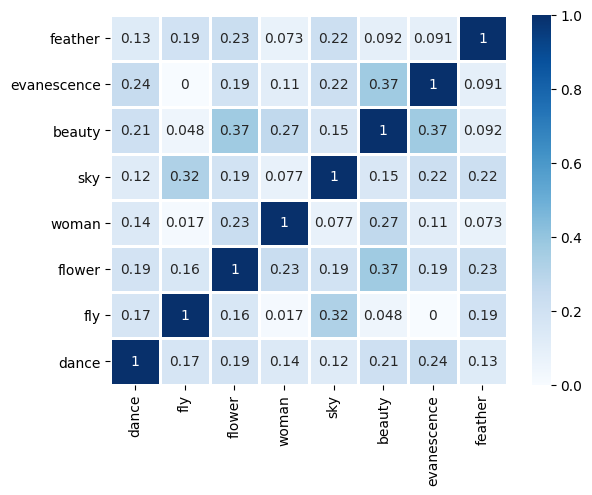 feather 0.13 0.19 0.23 0.073 0.22 0.092 0.091 1
evanescence 0.24 0 0.19 0.11 0.22 0.37 1 0.091
beauty 0.21 0.048 0.37 0.27 0.15 1 0.37 0.092
sky 0.12 0.32 0.19 0.077 1 0.15 0.22 0.22
woman 0.14 0.017 0.23 1 0.077 0.27 0.11 0.073
flower 0.19 0.16 1 0.23 0.19 0.37 0.19 0.23
fly 0.17 1 0.16 0.017 0.32 0.048 0 0.19
dance 1 0.17 0.19 0.14 0.12 0.21 0.24 0.13
dance fly flower woman sky beauty evanescence feather
1.0
0.8
0.6
0.4
0.2
0.0